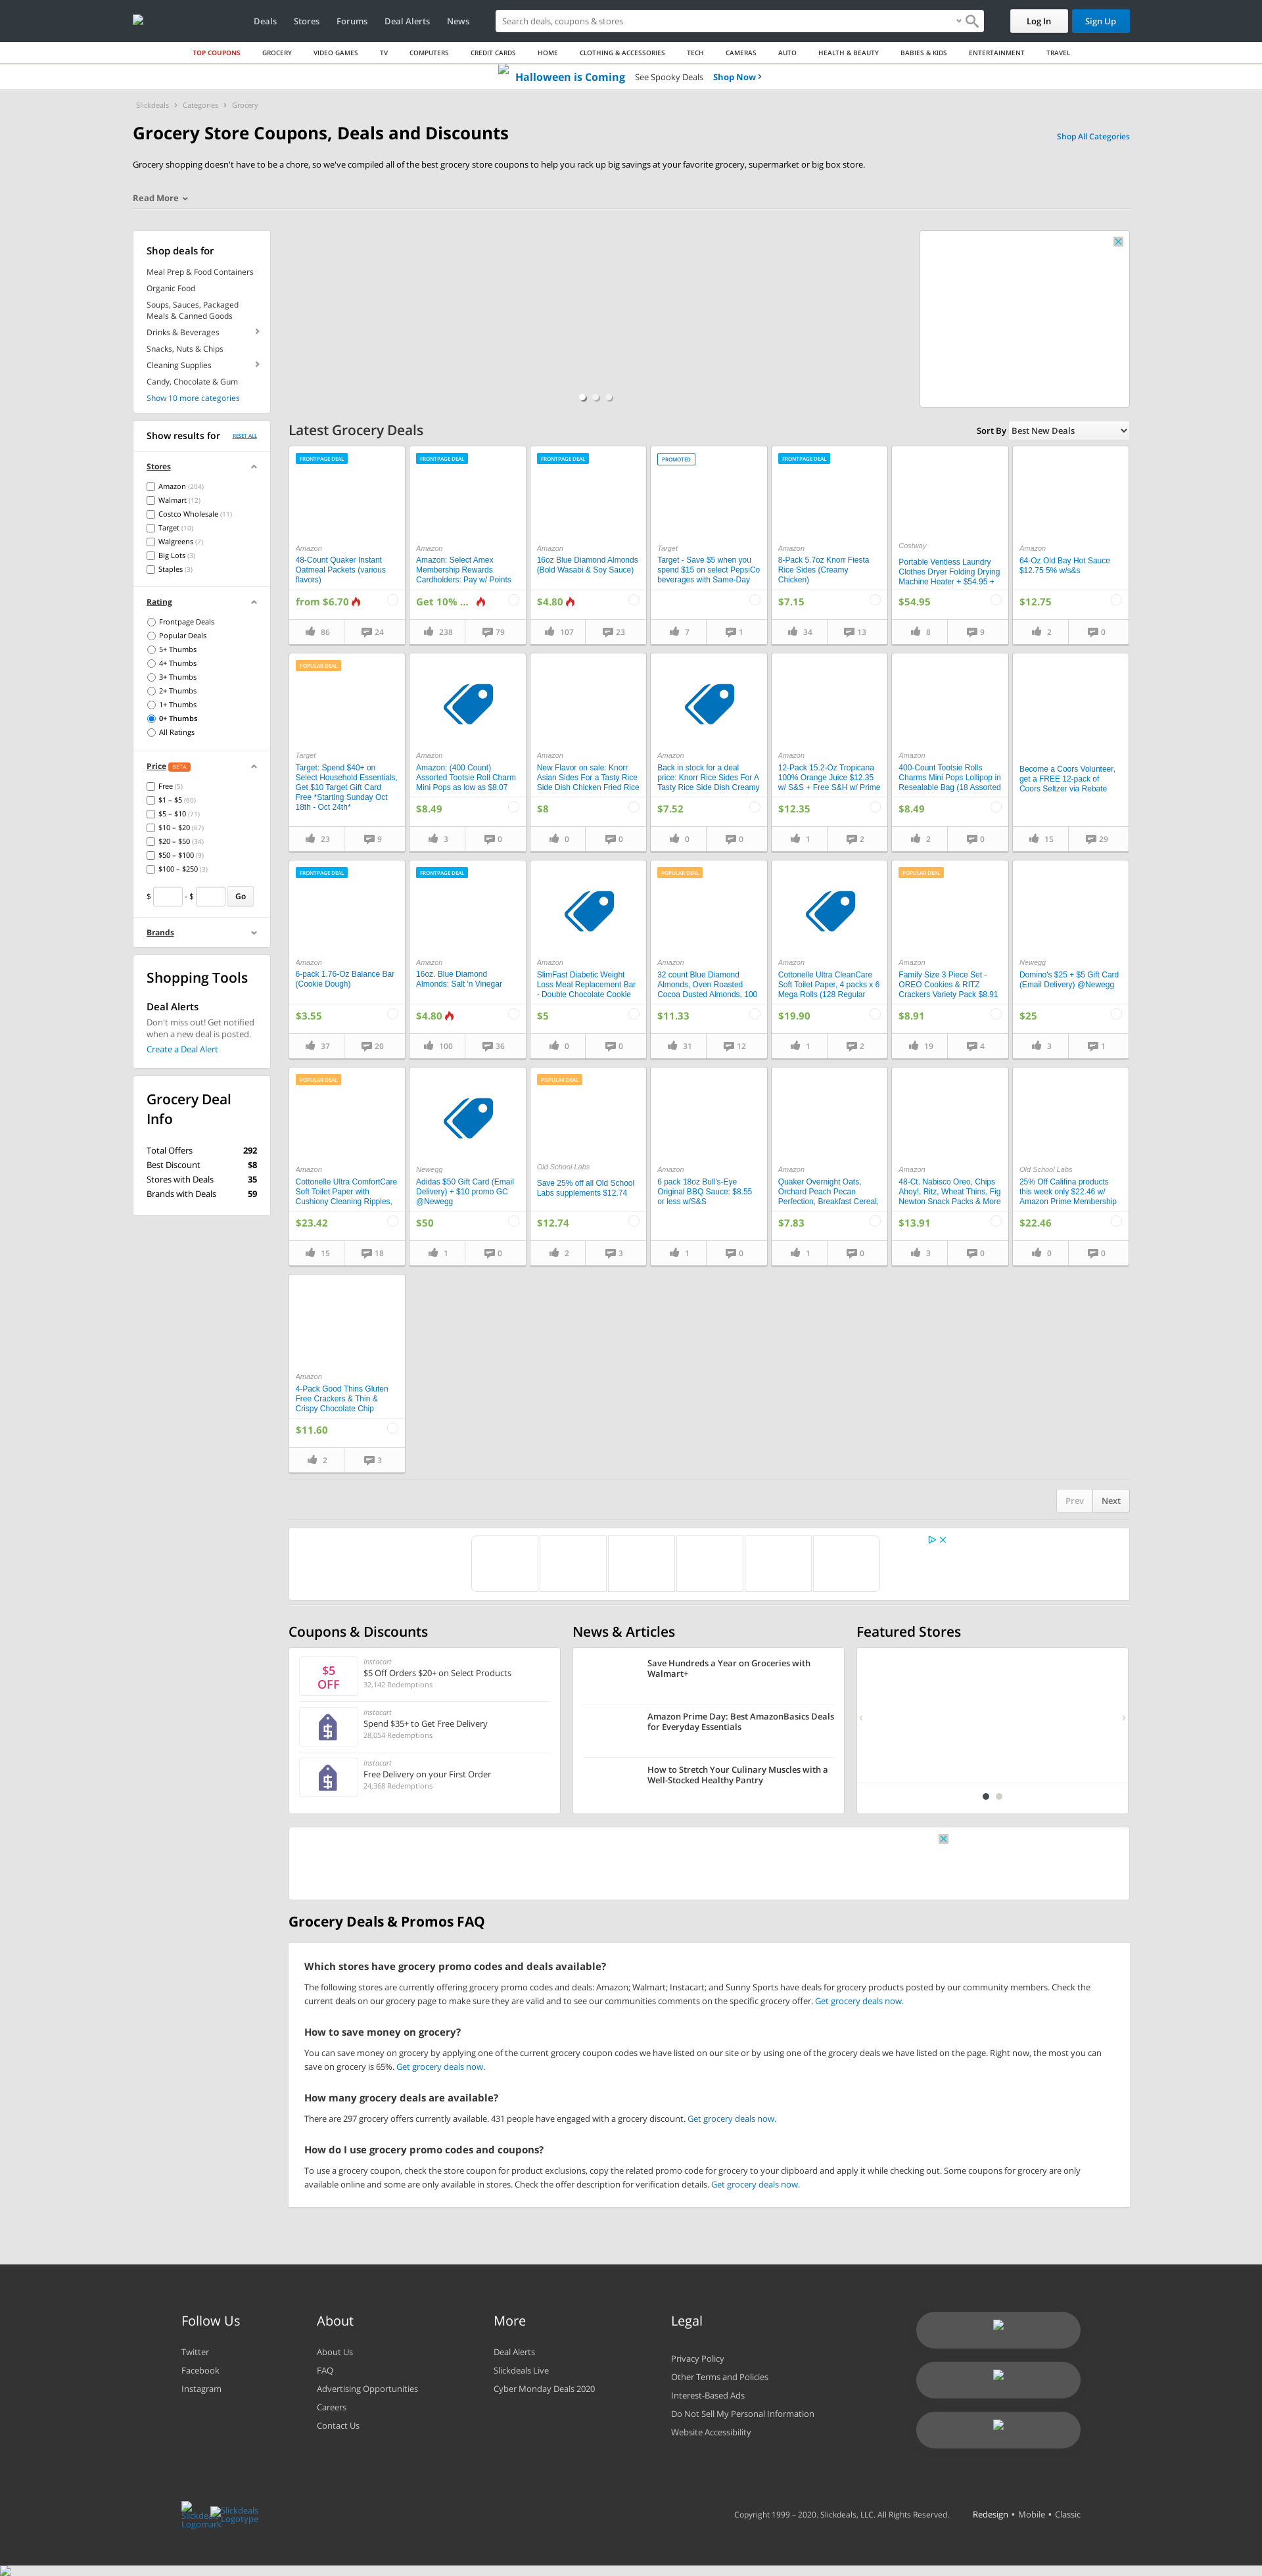 Deals Stores Forums Deal Alerts News
Search deals, coupons & stores
Log In
Sign Up
TOP COUPONS GROCERY VIDEO GAMES TV COMPUTERS CREDIT CARDS HOME CLOTHING & ACCESSORIES TECH CAMERAS AUTO HEALTH & BEAUTY BABIES & KIDS ENTERTAINMENT TRAVEL
Halloween is Coming See Spooky Deals Shop Now
Slickdeals > Categories > Grocery
Grocery Store Coupons, Deals and Discounts
Shop All Categories
Grocery shopping doesn't have to be a chore, so we've compiled all of the best grocery store coupons to help you rack up big savings at your favorite grocery, supermarket or big box store.
Read More
Shop deals for
Meal Prep & Food Containers
Organic Food
Soups, Sauces, Packaged
Meals & Canned Goods
Drinks & Beverages
Snacks, Nuts & Chips
Cleaning Supplies
Candy, Chocolate & Gum
Show 10 more categories
Show results for RESET ALL
Stores
Amazon (204)
Walmart (12)
Costco Wholesale (11)
Target (10)
Walgreens (7)
Big Lots (3)
Staples (3)
Rating
Frontpage Deals
Popular Deals
5+ Thumbs
4+ Thumbs
3+ Thumbs
2+ Thumbs
1+ Thumbs
0+ Thumbs
All Ratings
Price BETA
Free (5)
$1 – $5 (60)
$5 – $10 (71)
$10 – $20 (67)
$20 – $50 (34)
$50 – $100 (9)
$100 – $250 (3)
$ - $ Go
Brands
Shopping Tools
Deal Alerts
Don't miss out! Get notified
when a new deal is posted.
Create a Deal Alert
Grocery Deal
Info
Total Offers 292
Best Discount $8
Stores with Deals 35
Brands with Deals 59
Latest Grocery Deals
Sort By Best New Deals
FRONTPAGE DEAL
Amazon
48-Count Quaker Instant
Oatmeal Packets (various
flavors)
from $6.70
86 24
FRONTPAGE DEAL
Amazon
Amazon: Select Amex
Membership Rewards
Cardholders: Pay w/ Points
Get 10% ...
238 79
FRONTPAGE DEAL
Amazon
16oz Blue Diamond Almonds
(Bold Wasabi & Soy Sauce)
$4.80
107 23
PROMOTED
Target
Target - Save $5 when you
spend $15 on select PepsiCo
beverages with Same-Day
7 1
FRONTPAGE DEAL
Amazon
8-Pack 5.7oz Knorr Fiesta
Rice Sides (Creamy
Chicken)
$7.15
34 13
Costway
Portable Ventless Laundry
Clothes Dryer Folding Drying
Machine Heater + $54.95 +
$54.95
8 9
Amazon
64-Oz Old Bay Hot Sauce
$12.75 5% w/s&s
$12.75
2 0
POPULAR DEAL
Target
Target: Spend $40+ on
Select Household Essentials,
Get $10 Target Gift Card
Free *Starting Sunday Oct
18th - Oct 24th*
23 9
Amazon
Amazon: (400 Count)
Assorted Tootsie Roll Charm
Mini Pops as low as $8.07
$8.49
3 0
Amazon
New Flavor on sale: Knorr
Asian Sides For a Tasty Rice
Side Dish Chicken Fried Rice
$8
0 0
Amazon
Back in stock for a deal
price: Knorr Rice Sides For A
Tasty Rice Side Dish Creamy
$7.52
0 0
Amazon
12-Pack 15.2-Oz Tropicana
100% Orange Juice $12.35
w/ S&S + Free S&H w/ Prime
$12.35
1 2
Amazon
400-Count Tootsie Rolls
Charms Mini Pops Lollipop in
Resealable Bag (18 Assorted
$8.49
2 0
Become a Coors Volunteer,
get a FREE 12-pack of
Coors Seltzer via Rebate
15 29
FRONTPAGE DEAL
Amazon
6-pack 1.76-Oz Balance Bar
(Cookie Dough)
$3.55
37 20
FRONTPAGE DEAL
Amazon
16oz. Blue Diamond
Almonds: Salt 'n Vinegar
$4.80
100 36
Amazon
SlimFast Diabetic Weight
Loss Meal Replacement Bar
- Double Chocolate Cookie
$5
0 0
POPULAR DEAL
Amazon
32 count Blue Diamond
Almonds, Oven Roasted
Cocoa Dusted Almonds, 100
$11.33
31 12
Amazon
Cottonelle Ultra CleanCare
Soft Toilet Paper, 4 packs x 6
Mega Rolls (128 Regular
$19.90
1 2
POPULAR DEAL
Amazon
Family Size 3 Piece Set -
OREO Cookies & RITZ
Crackers Variety Pack $8.91
$8.91
19 4
Newegg
Domino's $25 + $5 Gift Card
(Email Delivery) @Newegg
$25
3 1
POPULAR DEAL
Amazon
Cottonelle Ultra ComfortCare
Soft Toilet Paper with
Cushiony Cleaning Ripples,
$23.42
15 18
Newegg
Adidas $50 Gift Card (Email
Delivery) + $10 promo GC
@Newegg
$50
1 0
POPULAR DEAL
Old School Labs
Save 25% off all Old School
Labs supplements $12.74
$12.74
2 3
Amazon
6 pack 18oz Bull's-Eye
Original BBQ Sauce: $8.55
or less w/S&S
1 0
Amazon
Quaker Overnight Oats,
Orchard Peach Pecan
Perfection, Breakfast Cereal,
$7.83
1 0
Amazon
48-Ct. Nabisco Oreo, Chips
Ahoy!, Ritz, Wheat Thins, Fig
Newton Snack Packs & More
$13.91
3 0
Old School Labs
25% Off Califina products
this week only $22.46 w/
Amazon Prime Membership
$22.46
0 0
Amazon
4-Pack Good Thins Gluten
Free Crackers & Thin &
Crispy Chocolate Chip
$11.60
2 3
Prev Next
Coupons & Discounts
$5
OFF
Instacart
$5 Off Orders $20+ on Select Products
32,142 Redemptions
Instacart
Spend $35+ to Get Free Delivery
28,054 Redemptions
Instacart
Free Delivery on your First Order
24,368 Redemptions
News & Articles
Save Hundreds a Year on Groceries with
Walmart+
Amazon Prime Day: Best AmazonBasics Deals
for Everyday Essentials
How to Stretch Your Culinary Muscles with a
Well-Stocked Healthy Pantry
Featured Stores
Grocery Deals & Promos FAQ
Which stores have grocery promo codes and deals available?
The following stores are currently offering grocery promo codes and deals: Amazon; Walmart; Instacart; and Sunny Sports have deals for grocery products posted by our community members. Check the
current deals on our grocery page to make sure they are valid and to see our communities comments on the specific grocery offer. Get grocery deals now.
How to save money on grocery?
You can save money on grocery by applying one of the current grocery coupon codes we have listed on our site or by using one of the grocery deals we have listed on the page. Right now, the most you can
save on grocery is 65%. Get grocery deals now.
How many grocery deals are available?
There are 297 grocery offers currently available. 431 people have engaged with a grocery discount. Get grocery deals now.
How do I use grocery promo codes and coupons?
To use a grocery coupon, check the store coupon for product exclusions, copy the related promo code for grocery to your clipboard and apply it while checking out. Some coupons for grocery are only
available online and some are only available in stores. Check the offer description for verification details. Get grocery deals now.
Follow Us
Twitter
Facebook
Instagram
About
About Us
FAQ
Advertising Opportunities
Careers
Contact Us
More
Deal Alerts
Slickdeals Live
Cyber Monday Deals 2020
Legal
Privacy Policy
Other Terms and Policies
Interest-Based Ads
Do Not Sell My Personal Information
Website Accessibility
Slickdeals
Logomark
Slickdeals
Logotype
Copyright 1999 – 2020. Slickdeals, LLC. All Rights Reserved.
Redesign • Mobile • Classic